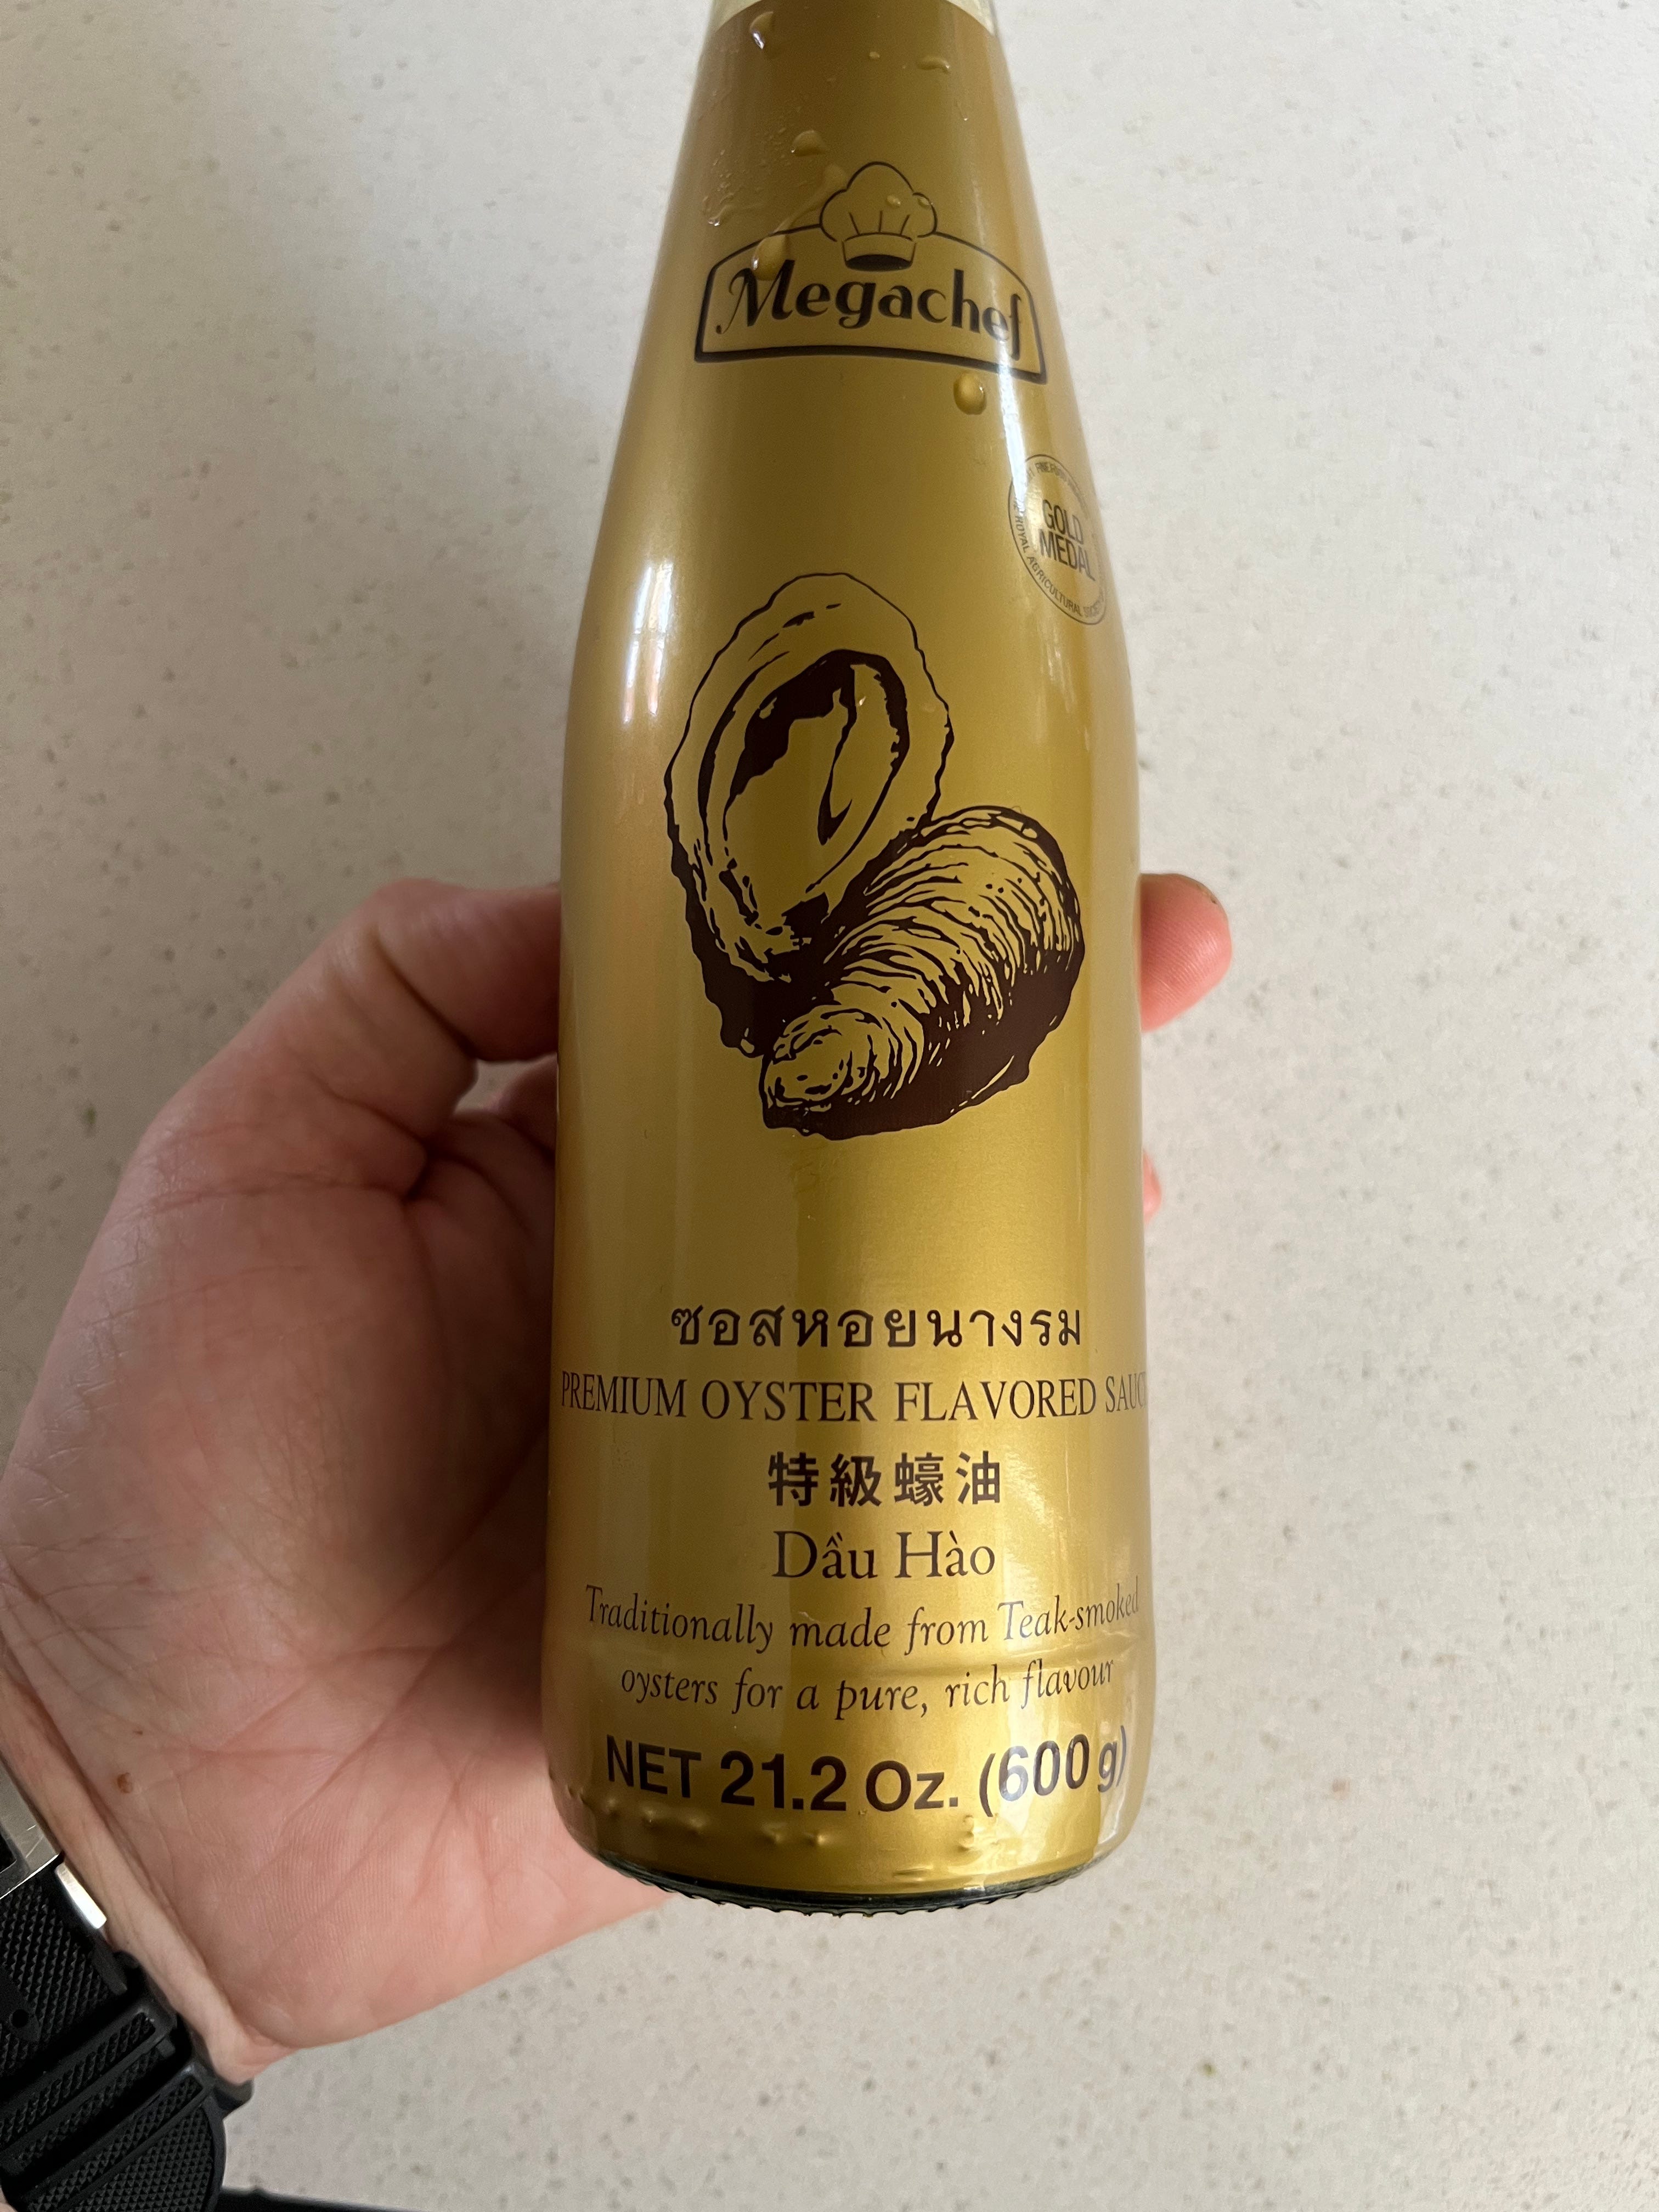 Megachef
GOLD
MEDAL
ROYAL AGRICULTURAL
ซอสหอยนางรม
PREMIUM OYSTER FLAVORED
特級蠔油
Dầu Hào
Traditionally made from Teak-smoked
oysters for a pure, rich flavour
NET 21.2 Oz. (600 g)